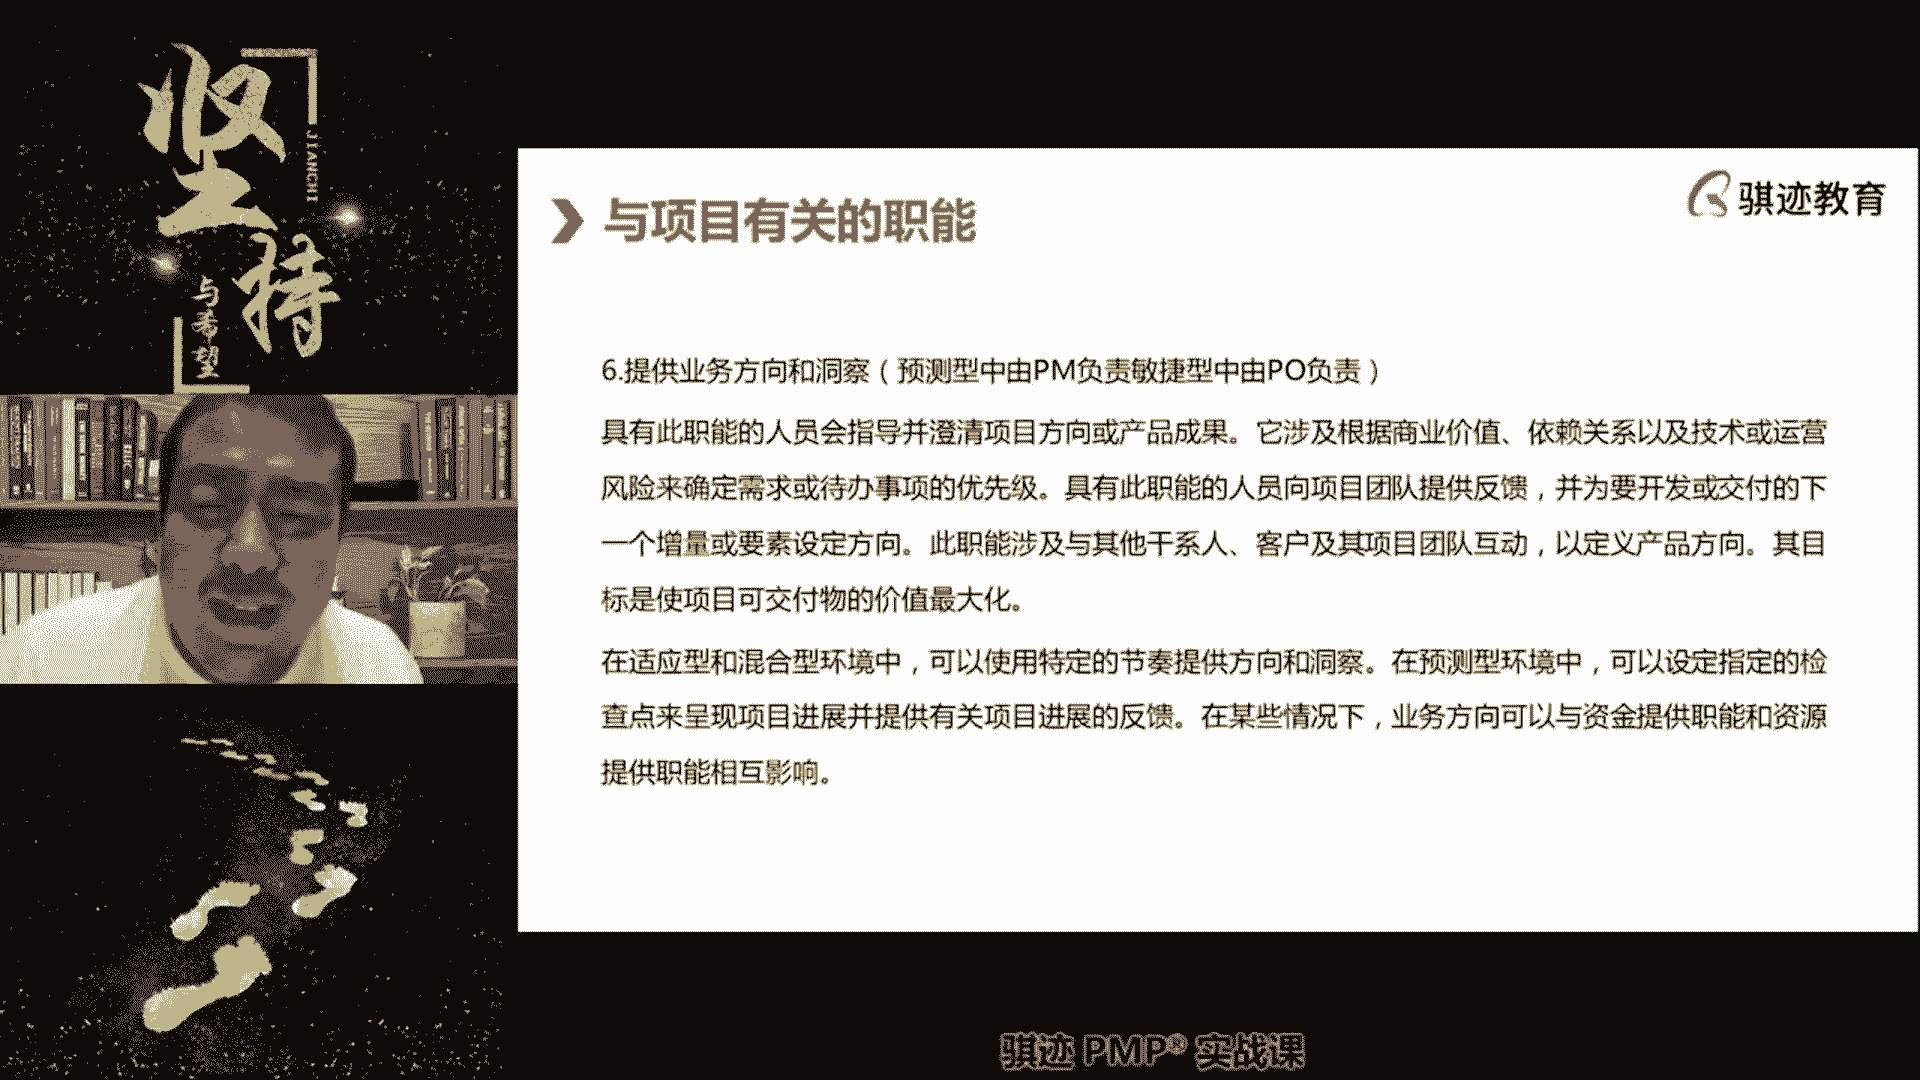 坚持
JIANCHI
与希望
骐迹教育
与项目有关的职能
6.提供业务方向和洞察（预测型中由PM负责敏捷型中由PO负责）
具有此职能的人员会指导并澄清项目方向或产品成果。它涉及根据商业价值、依赖关系以及技术或运营
风险来确定需求或待办事项的优先级。具有此职能的人员向项目团队提供反馈，并为要开发或交付的下
一个增量或要素设定方向。此职能涉及与其他干系人、客户及其项目团队互动，以定义产品方向。其目
标是使项目可交付物的价值最大化。
在适应型和混合型环境中，可以使用特定的节奏提供方向和洞察。在预测型环境中，可以设定指定的检
查点来呈现项目进展并提供有关项目进展的反馈。在某些情况下，业务方向可以与资金提供职能和资源
提供职能相互影响。
骐迹 PMP® 实战课